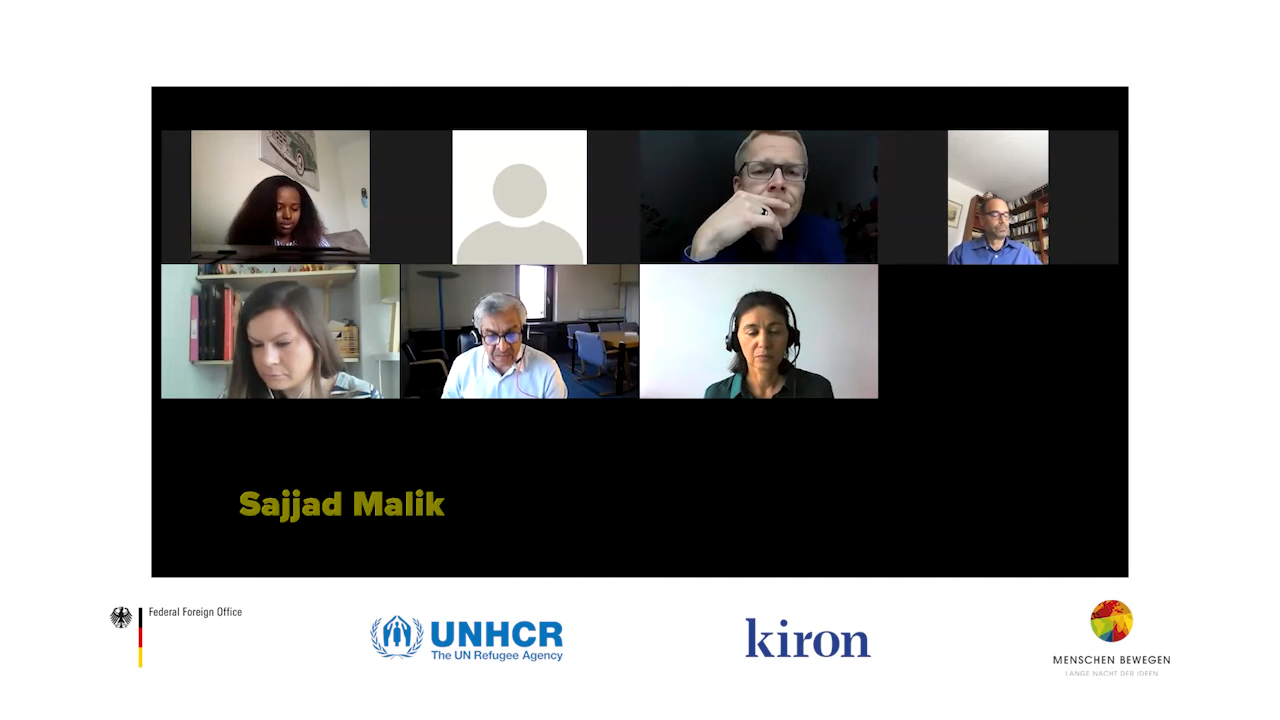 Sajjad Malik
Federal Foreign Office
UNHCR
The UN Refugee Agency
kiron
MENSCHEN BEWEGEN
LANGE NACHT DER IDEEN